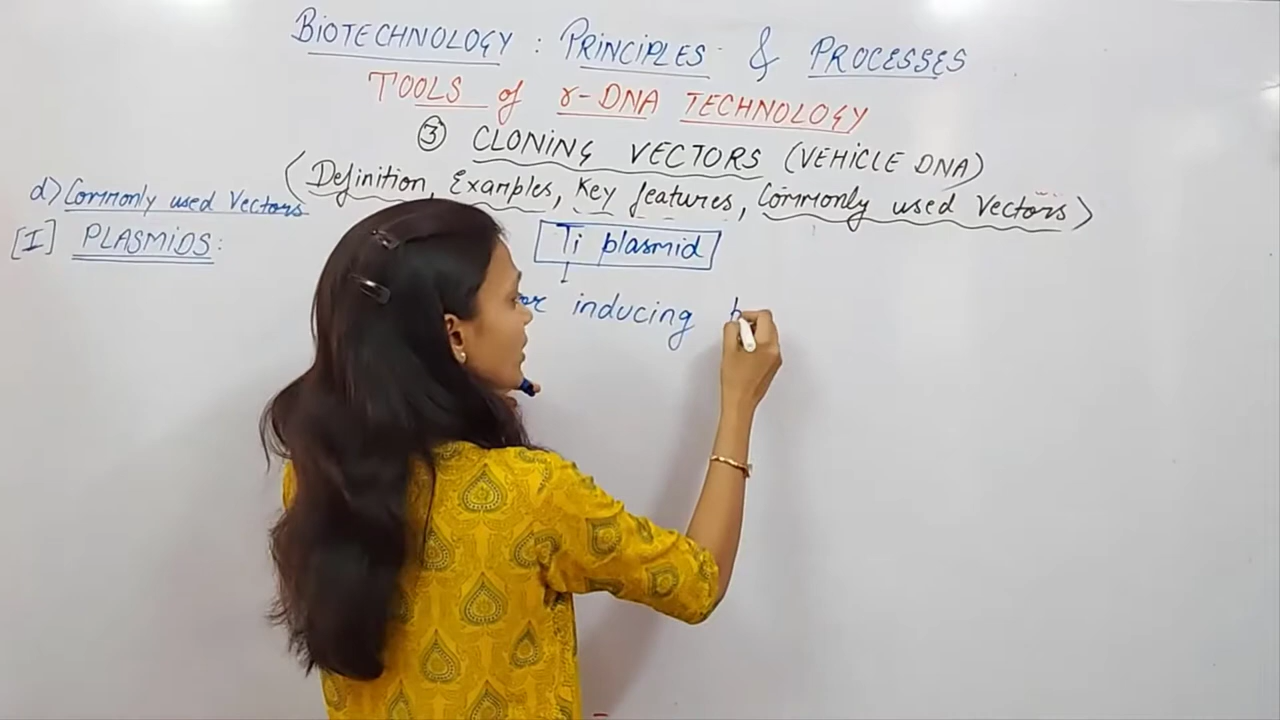 BIOTECHNOLOGY : PRINCIPLES & PROCESSES
TOOLS of r-DNA TECHNOLOGY
③ CLONING VECTORS (VEHICLE DNA)
(Definition, Examples, Key features, Commonly used Vectors)
d) Commonly used Vectors
[I] PLASMIDS:
Ti plasmid
inducing